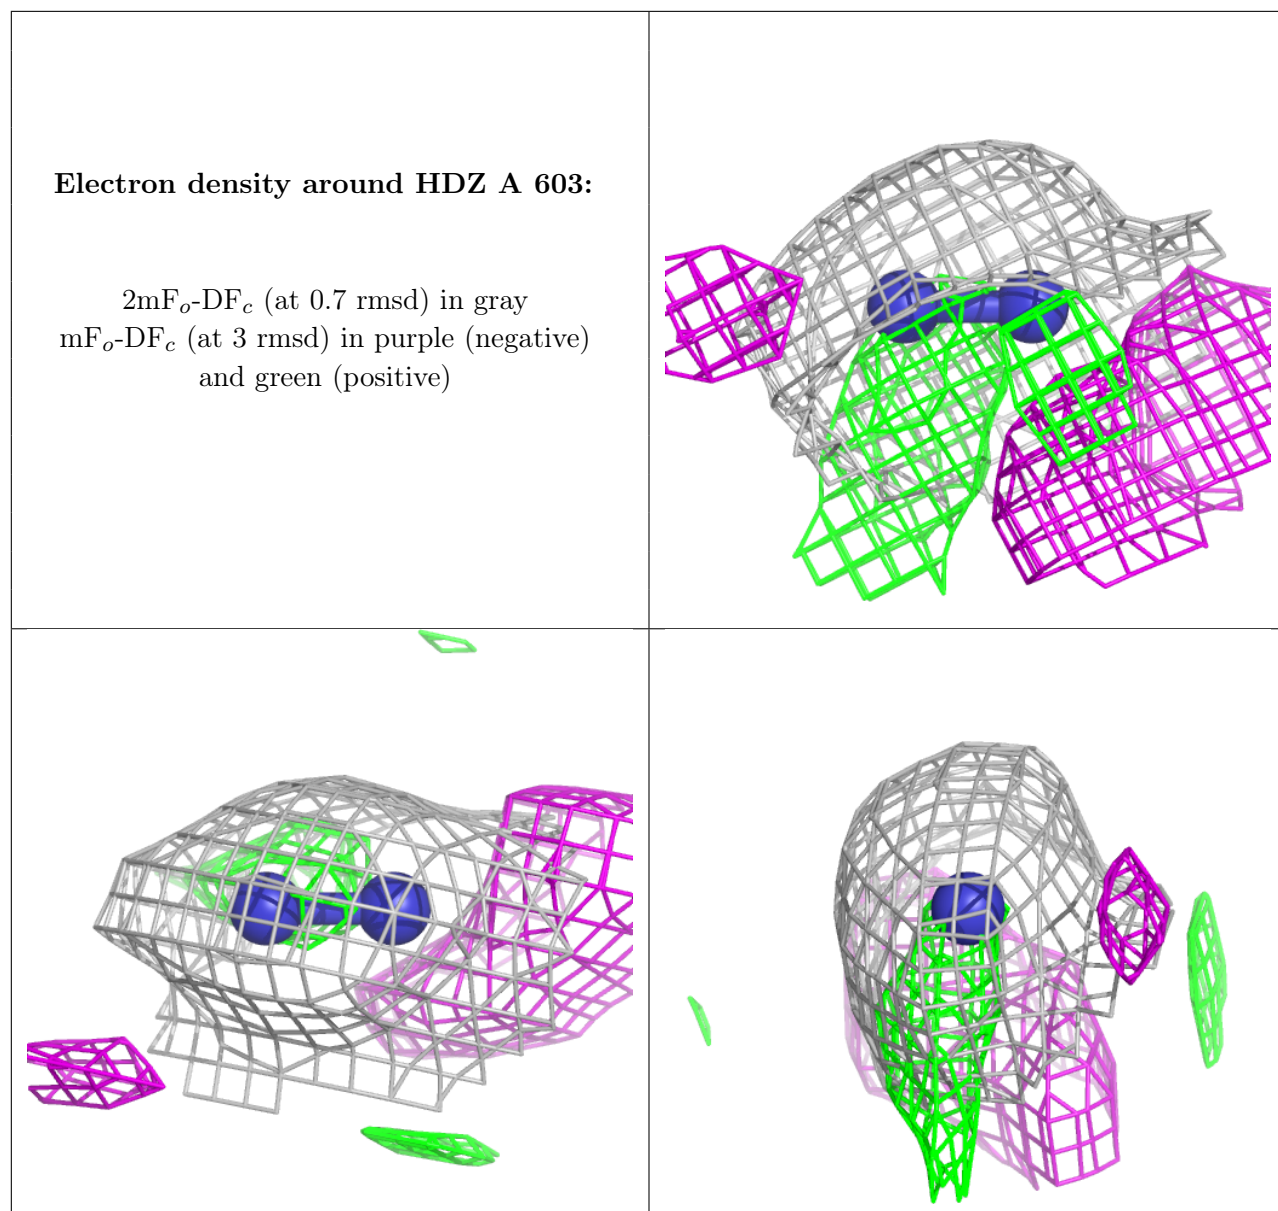 Electron density around HDZ A 603:
2mFo-DFc (at 0.7 rmsd) in gray
mFo-DFc (at 3 rmsd) in purple (negative)
and green (positive)